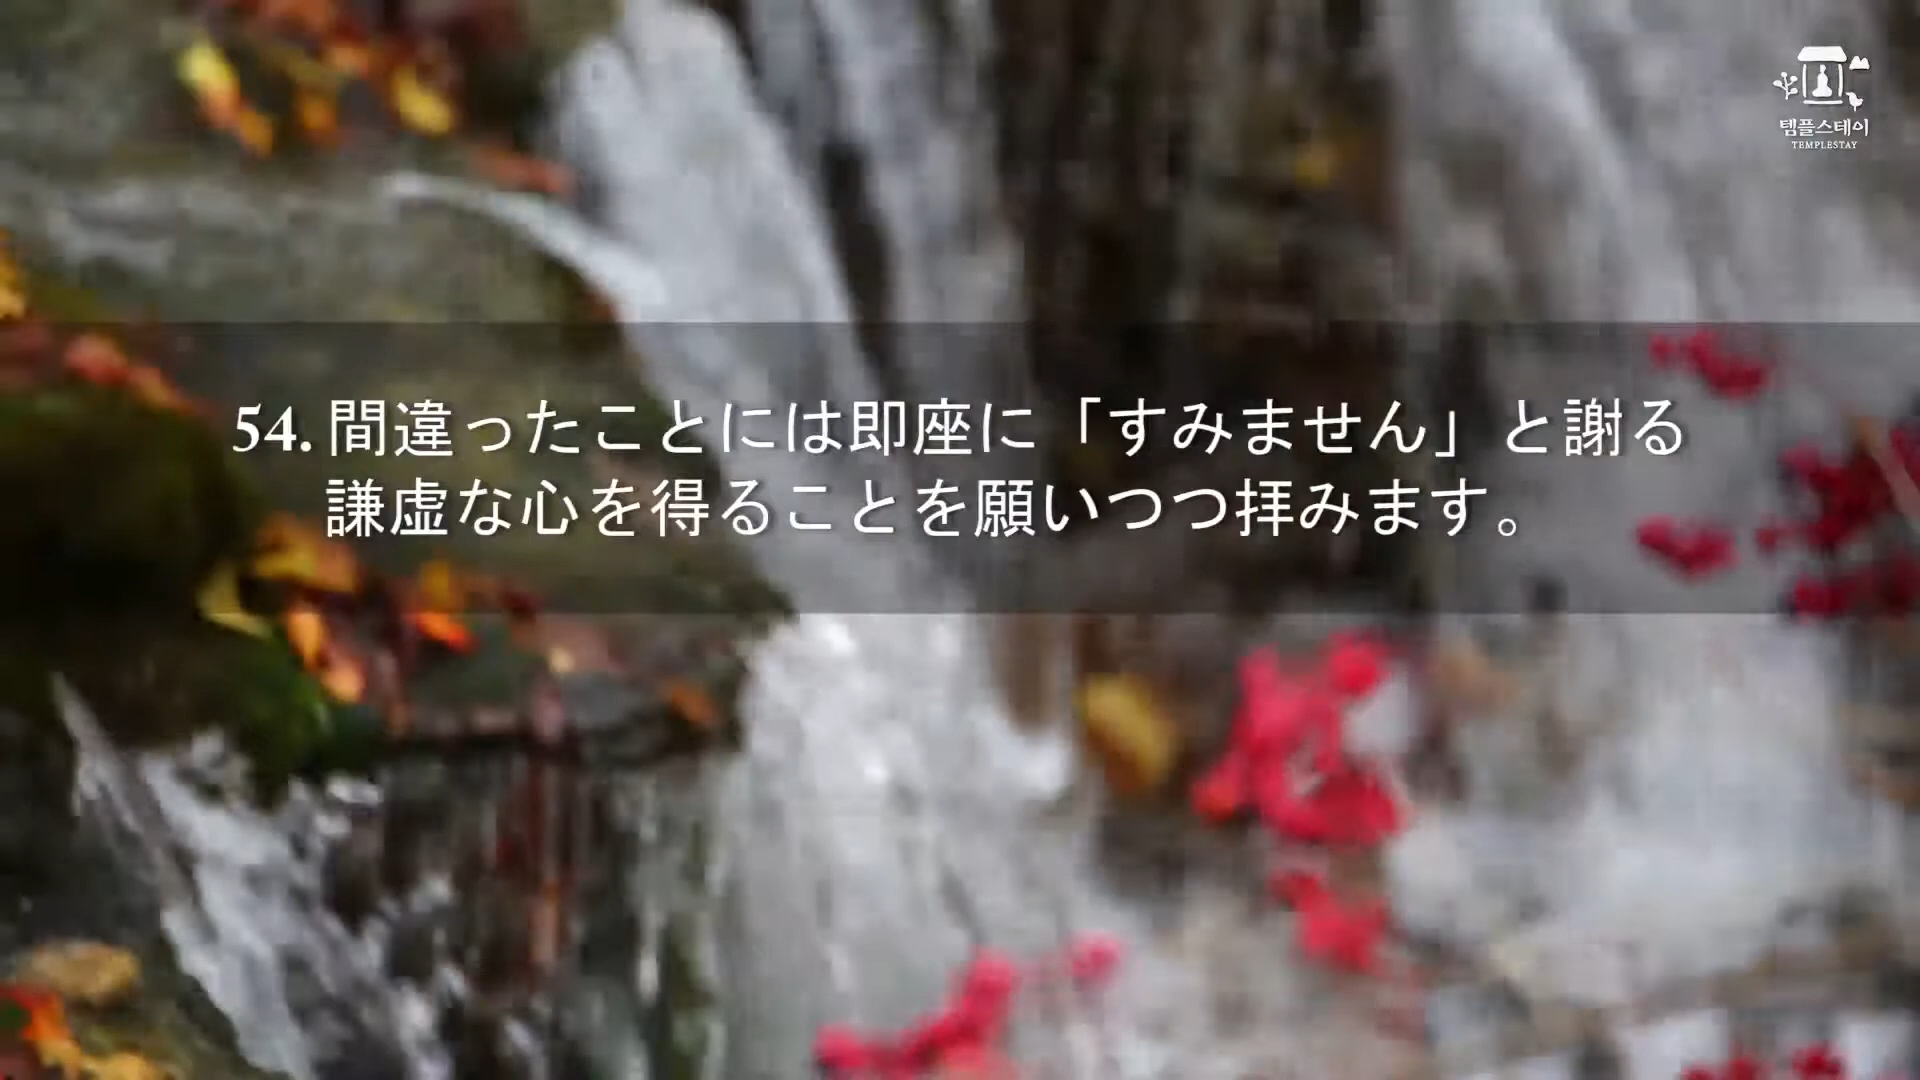 템플스테이
TEMPLESTAY
54. 間違ったことには即座に「すみません」と謝る
謙虚な心を得ることを願いつつ拝みます。